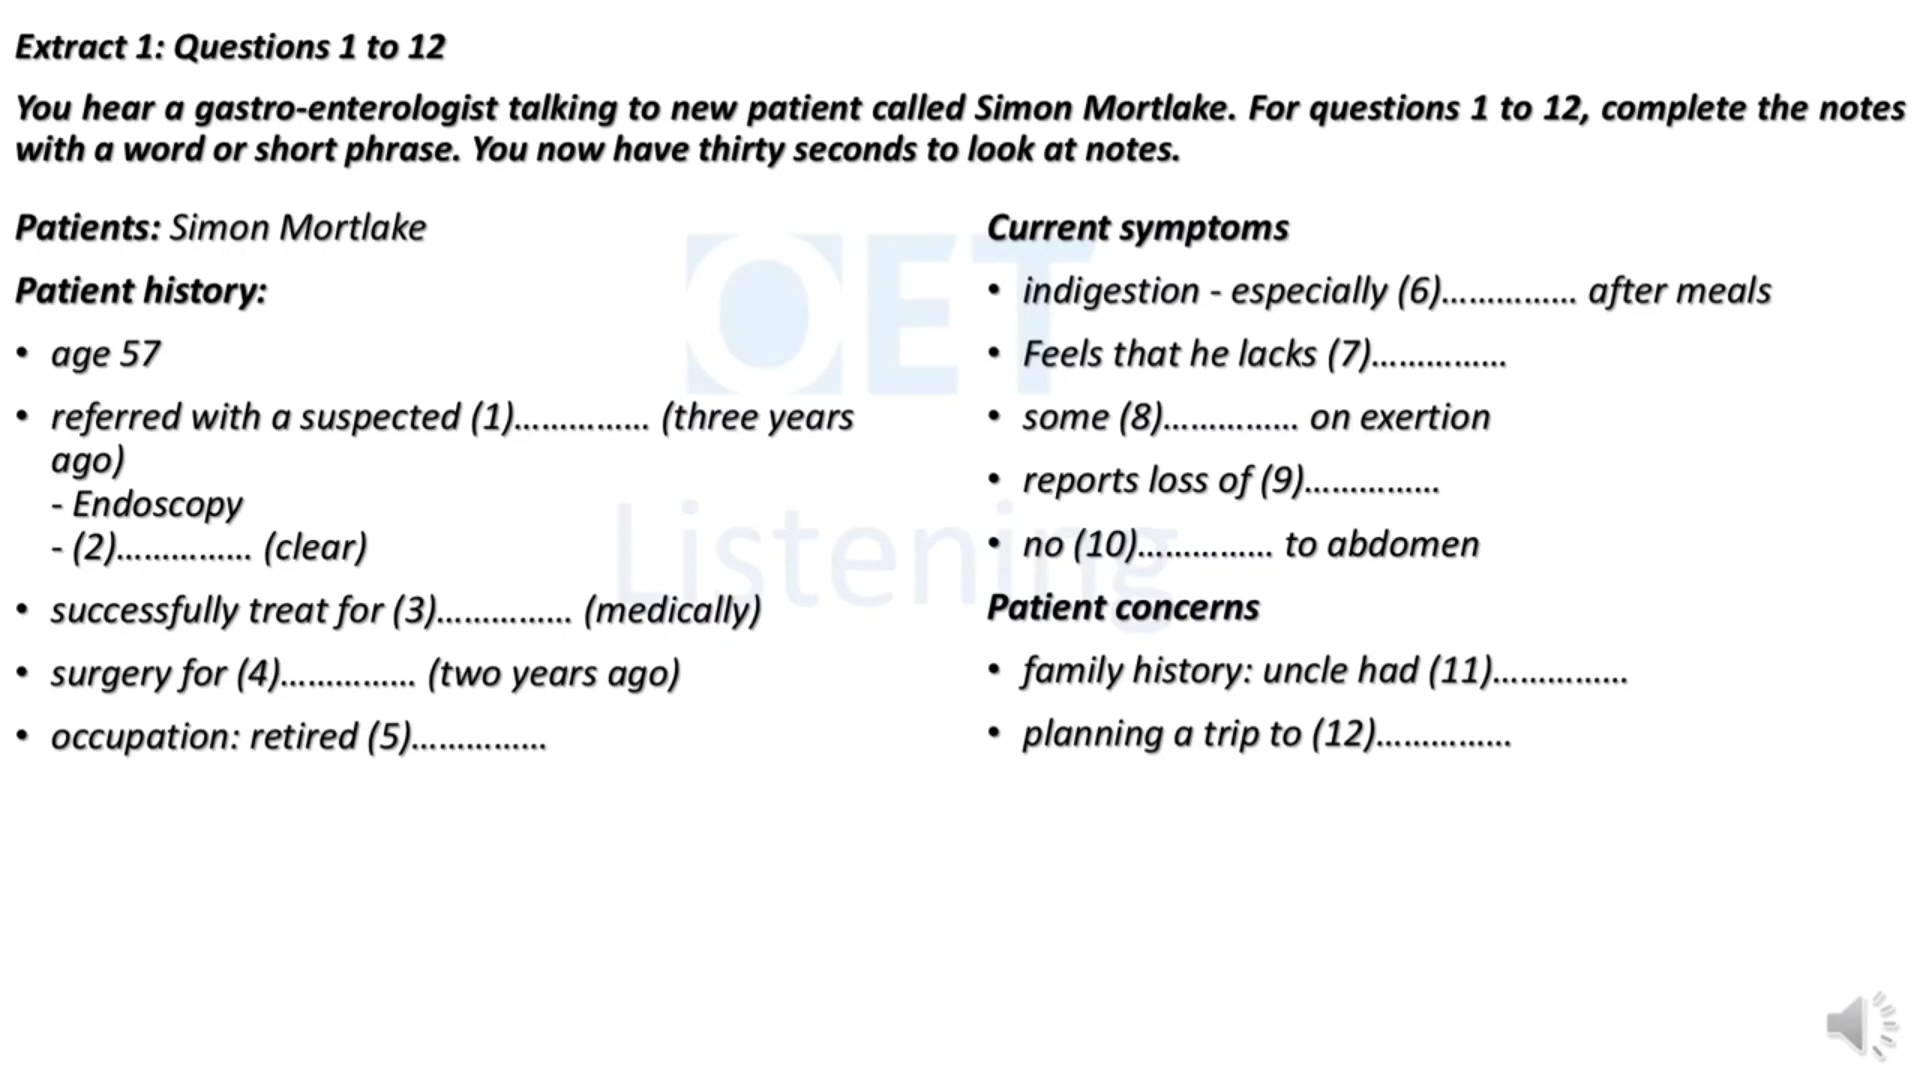 Extract 1: Questions 1 to 12
You hear a gastro-enterologist talking to new patient called Simon Mortlake. For questions 1 to 12, complete the notes
with a word or short phrase. You now have thirty seconds to look at notes.
Patients: Simon Mortlake
Patient history:
• age 57
• referred with a suspected (1)............... (three years
ago)
- Endoscopy
- (2)............... (clear)
• successfully treat for (3)............... (medically)
• surgery for (4)............... (two years ago)
• occupation: retired (5)...............
Current symptoms
• indigestion - especially (6)............... after meals
• Feels that he lacks (7)...............
• some (8)............... on exertion
• reports loss of (9)...............
• no (10)............... to abdomen
Patient concerns
• family history: uncle had (11)...............
• planning a trip to (12)...............
OET
Listening